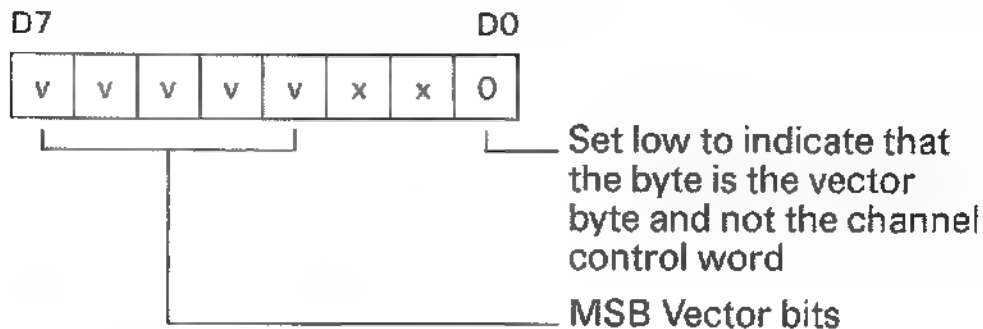 D7 D0
v v v v v x x 0
Set low to indicate that
the byte is the vector
byte and not the channel
control word
MSB Vector bits